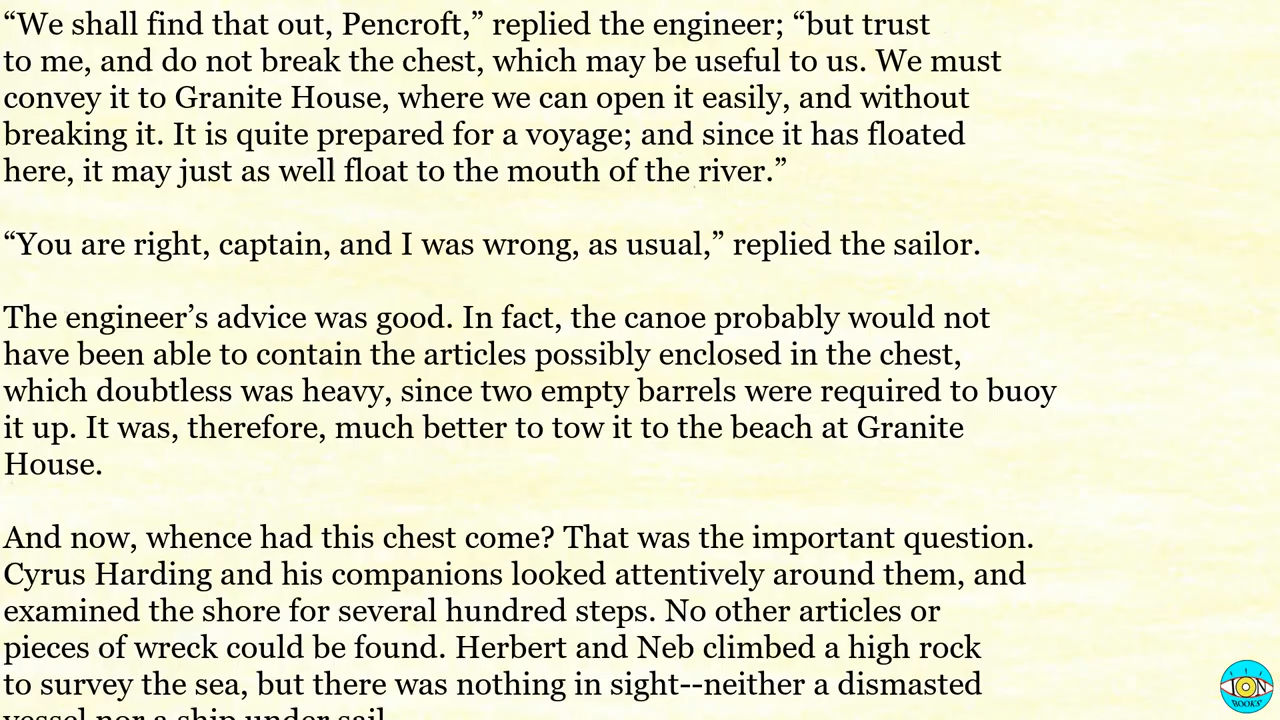 “We shall find that out, Pencroft,” replied the engineer; “but trust
to me, and do not break the chest, which may be useful to us. We must
convey it to Granite House, where we can open it easily, and without
breaking it. It is quite prepared for a voyage; and since it has floated
here, it may just as well float to the mouth of the river.”
“You are right, captain, and I was wrong, as usual,” replied the sailor.
The engineer’s advice was good. In fact, the canoe probably would not
have been able to contain the articles possibly enclosed in the chest,
which doubtless was heavy, since two empty barrels were required to buoy
it up. It was, therefore, much better to tow it to the beach at Granite
House.
And now, whence had this chest come? That was the important question.
Cyrus Harding and his companions looked attentively around them, and
examined the shore for several hundred steps. No other articles or
pieces of wreck could be found. Herbert and Neb climbed a high rock
to survey the sea, but there was nothing in sight--neither a dismasted
vessel nor a ship under sail.
ION
BOOKS